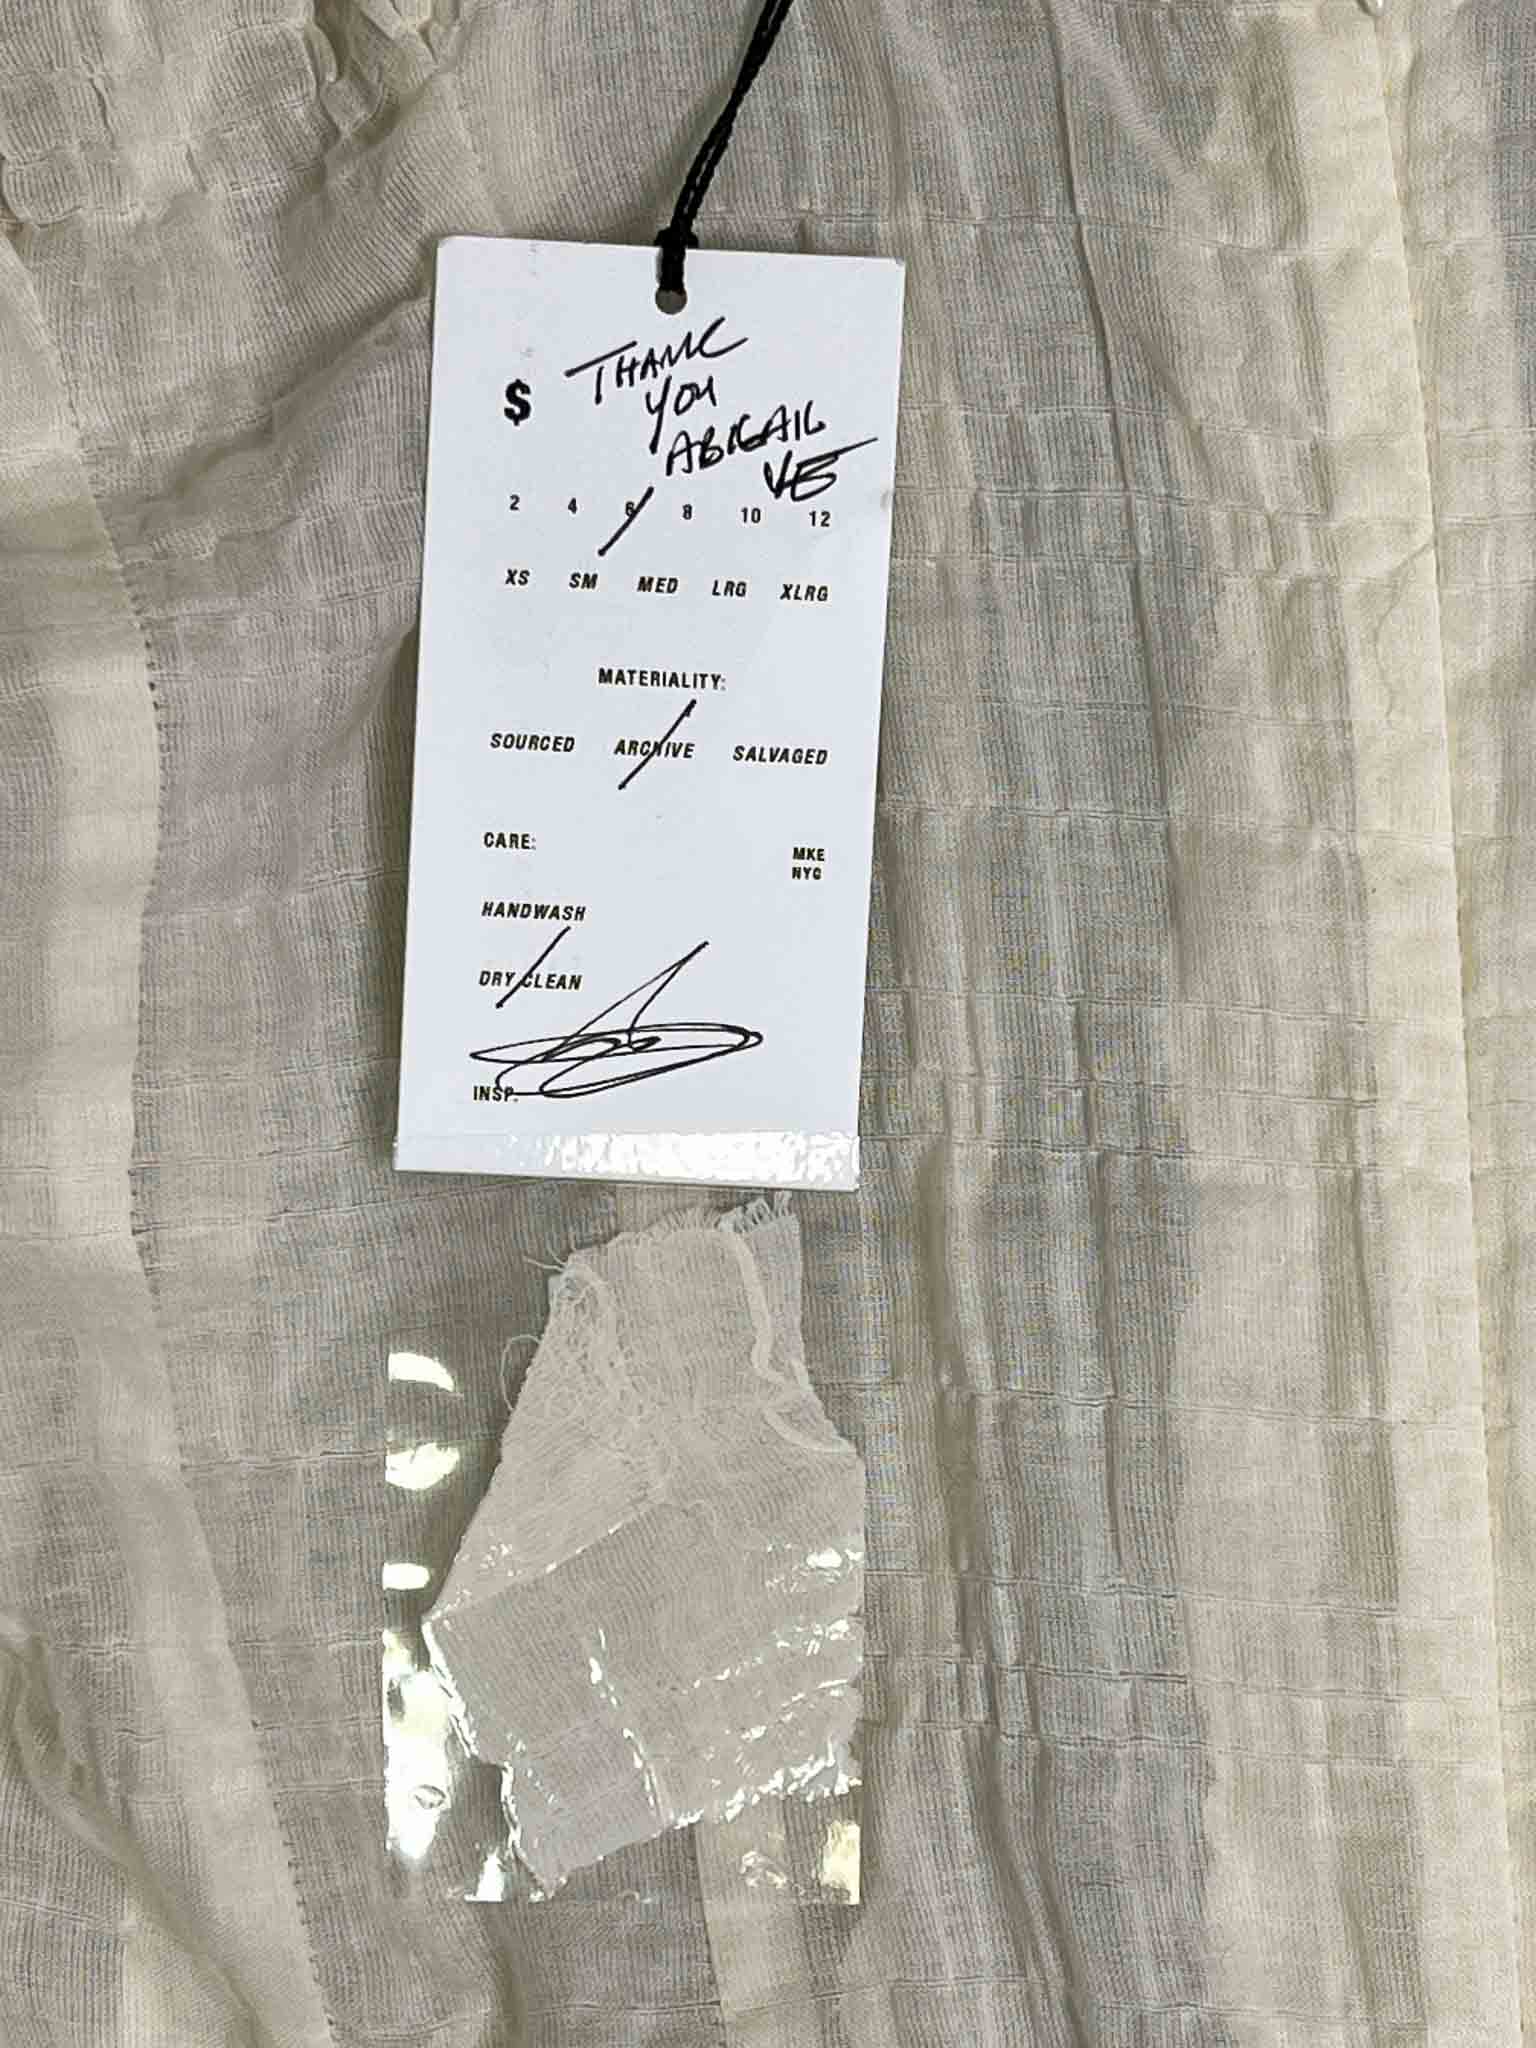 $ THANK
YOU
ABIGAIL
VE
2 4 6 8 10 12
XS SM MED LRG XLRG
MATERIALITY:
SOURCED ARCHIVE SALVAGED
CARE:
MKE
NYC
HANDWASH
DRY CLEAN
INSP.